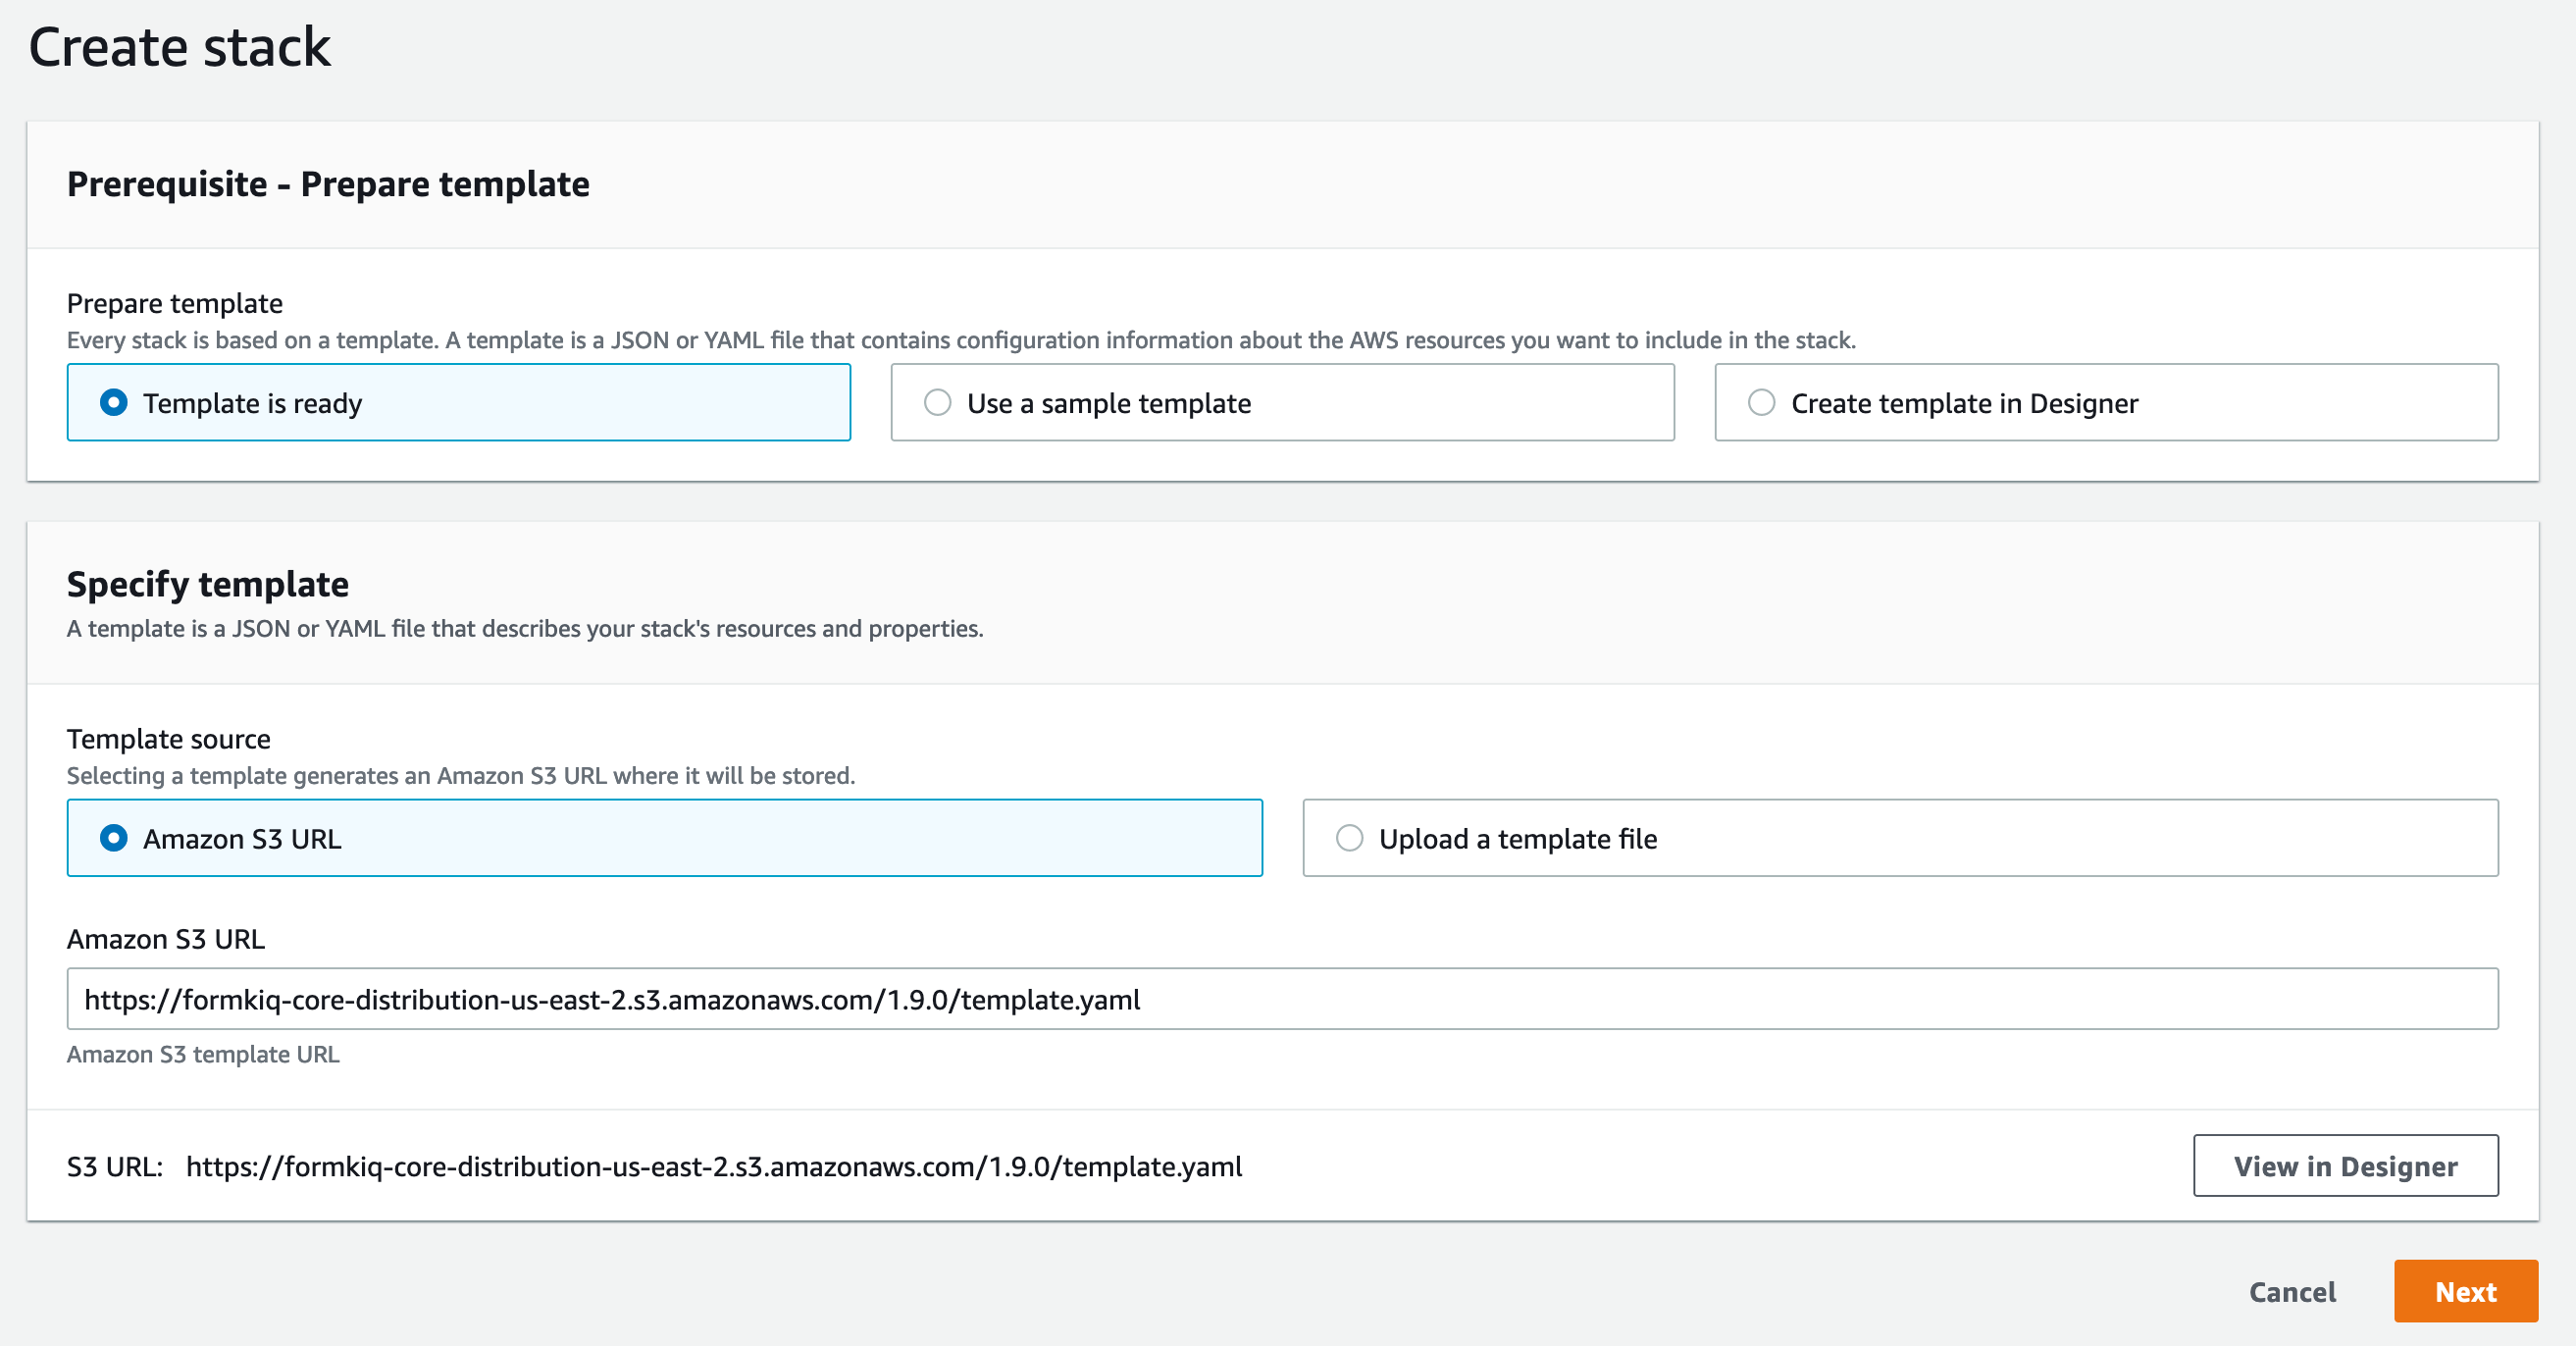 Create stack
Prerequisite - Prepare template
Prepare template
Every stack is based on a template. A template is a JSON or YAML file that contains configuration information about the AWS resources you want to include in the stack.
Template is ready
Use a sample template
Create template in Designer
Specify template
A template is a JSON or YAML file that describes your stack's resources and properties.
Template source
Selecting a template generates an Amazon S3 URL where it will be stored.
Amazon S3 URL
Upload a template file
Amazon S3 URL
https://formkiq-core-distribution-us-east-2.s3.amazonaws.com/1.9.0/template.yaml
Amazon S3 template URL
S3 URL: https://formkiq-core-distribution-us-east-2.s3.amazonaws.com/1.9.0/template.yaml
View in Designer
Cancel
Next